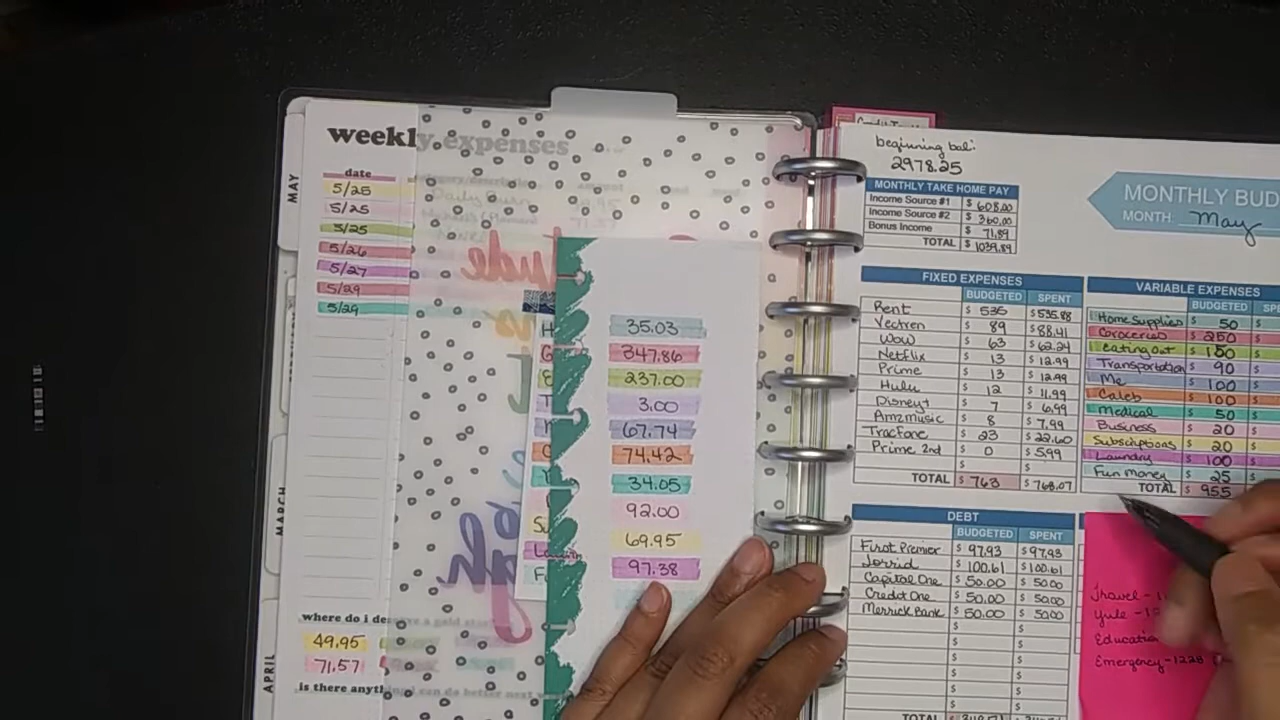 weekly expenses
MAY
date
5/25
5/25
5/25
5/26
5/27
5/29
5/29
MARCH
APRIL
where do i
49.95
71.57
is there anything i can do better next week
35.03
347.86
237.00
3.00
67.74
74.42
34.05
92.00
69.95
97.38
beginning bal:
2978.25
MONTHLY TAKE HOME PAY
Income Source #1 $ 608.00
Income Source #2 $ 360.00
Bonus Income $ 71.89
TOTAL $ 1039.89
MONTHLY BUD
MONTH: May
FIXED EXPENSES
BUDGETED SPENT
Rent $ 535 $ 535.88
Vectren $ 89 $ 88.41
Wow $ 63 $ 62.24
Netflix $ 13 $ 12.99
Prime $ 13 $ 12.99
Hulu $ 12 $ 11.99
Disney+ $ 7 $ 6.99
Amzmusic $ 8 $ 7.99
Tracfone $ 23 $ 22.60
Prime 2nd $ 0 $ 5.99
$ $
TOTAL $ 763 $ 768.07
VARIABLE EXPENSES
BUDGETED
Home Supplies $ 50
Groceries $ 250
Eating Out $ 150
Transportation $ 90
Me $ 100
Caleb $ 100
Medical $ 50
Business $ 20
Subscriptions $ 20
Laundry $ 100
Fun Money $ 25
TOTAL $ 955
DEBT
BUDGETED SPENT
First Premier $ 97.93 $ 97.93
Jorrid $ 100.61 $ 100.61
Capital One $ 50.00 $ 50.00
Credit One $ 50.00 $ 50.00
Merrick Bank $ 50.00 $ 50.00
$ $
$ $
$ $
$ $
$ $
$ $
TOTAL
Travel -
Yule -
Education
Emergency - 1228